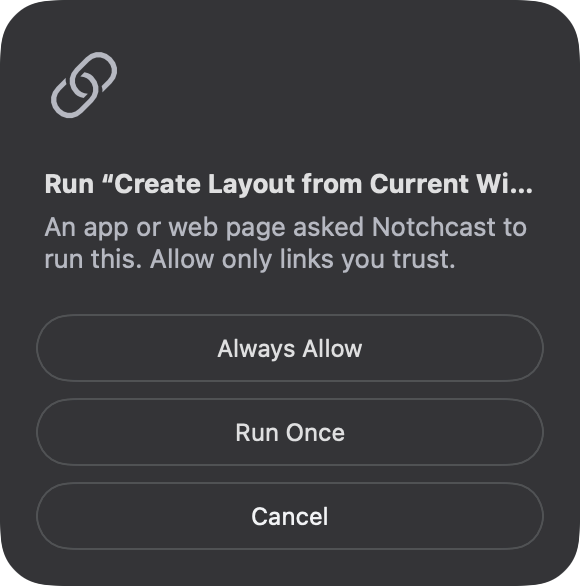 Run “Create Layout from Current Wi...
An app or web page asked Notchcast to
run this. Allow only links you trust.
Always Allow
Run Once
Cancel